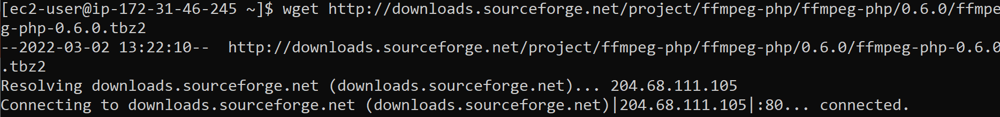 [ec2-user@ip-172-31-46-245 ~]$ wget http://downloads.sourceforge.net/project/ffmpeg-php/ffmpeg-php/0.6.0/ffmpe
g-php-0.6.0.tbz2
--2022-03-02 13:22:10--  http://downloads.sourceforge.net/project/ffmpeg-php/ffmpeg-php/0.6.0/ffmpeg-php-0.6.0
.tbz2
Resolving downloads.sourceforge.net (downloads.sourceforge.net)... 204.68.111.105
Connecting to downloads.sourceforge.net (downloads.sourceforge.net)|204.68.111.105|:80... connected.